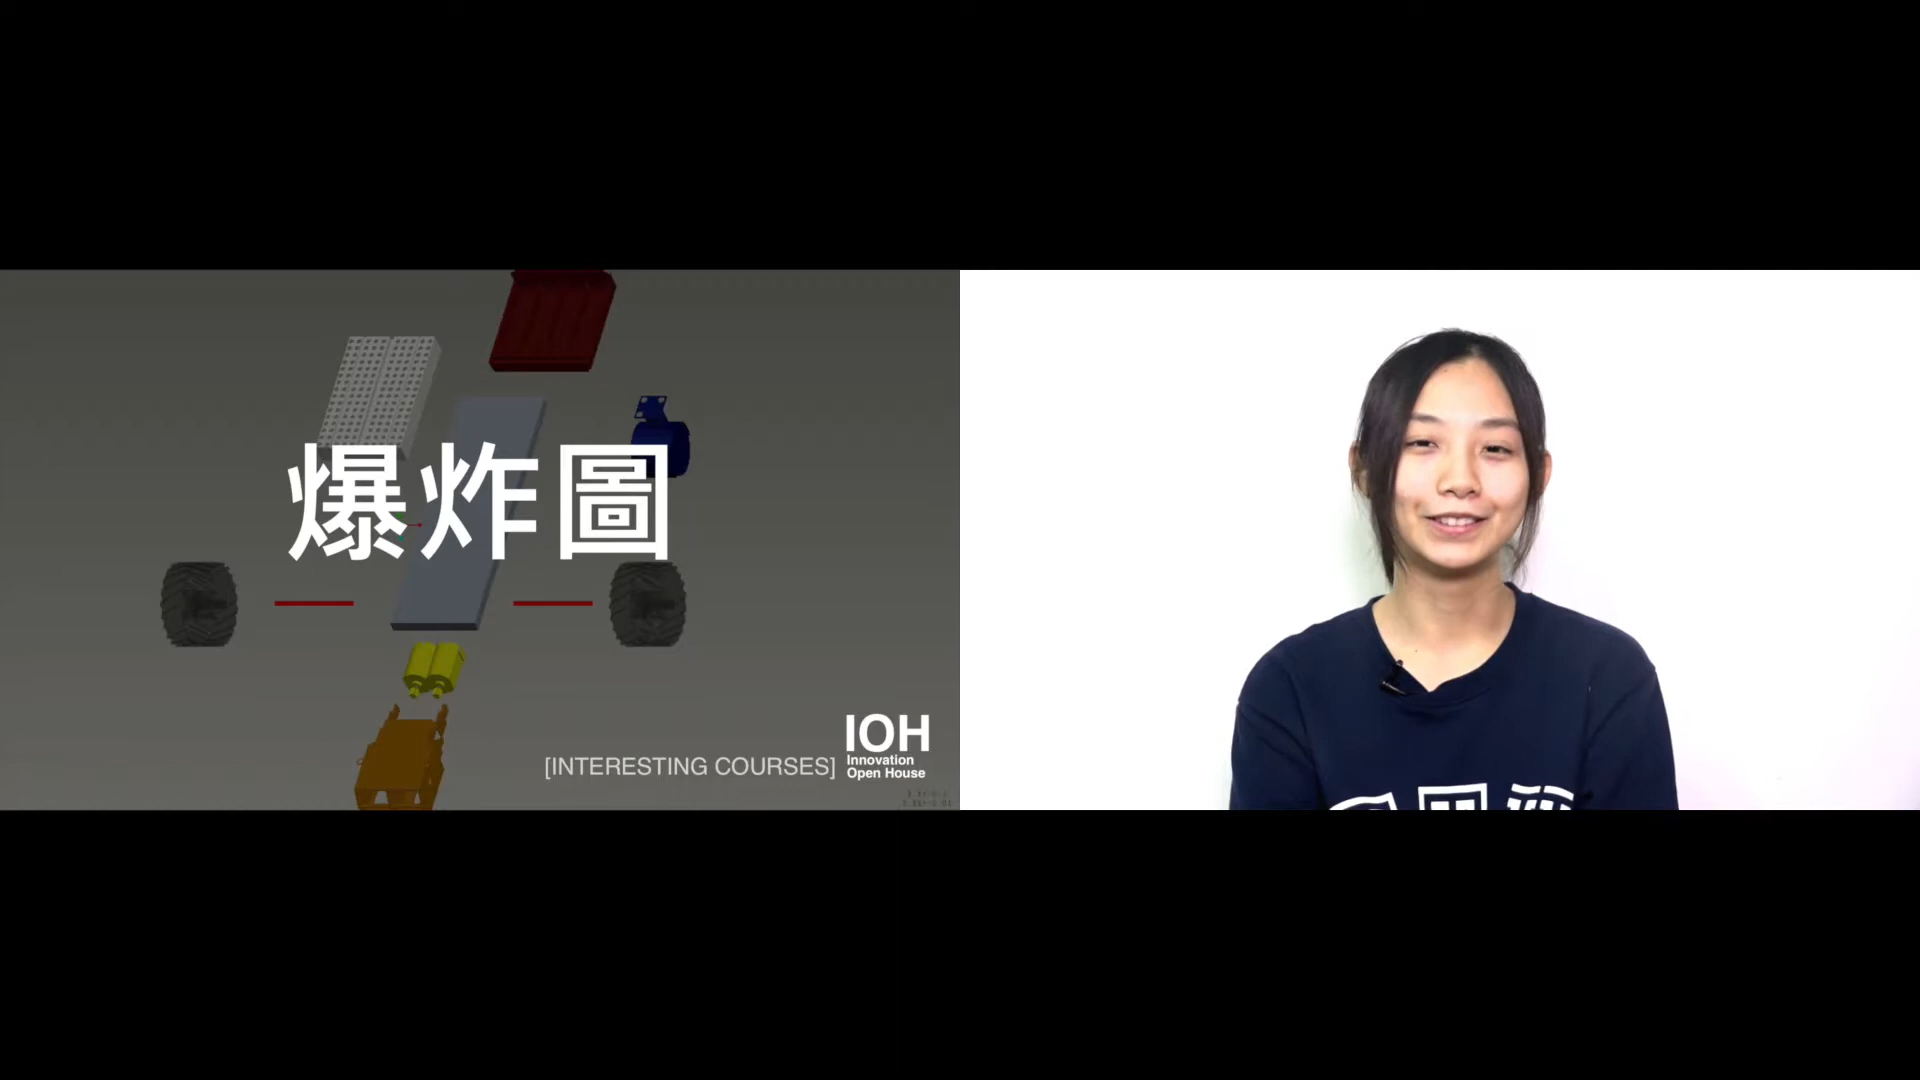 爆炸圖
[INTERESTING COURSES]
IOH
Innovation
Open House